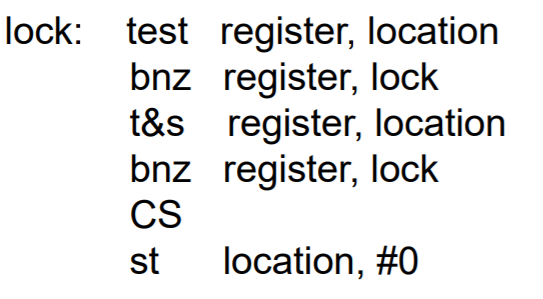 lock: test register, location
bnz register, lock
t&s register, location
bnz register, lock
CS
st location, #0